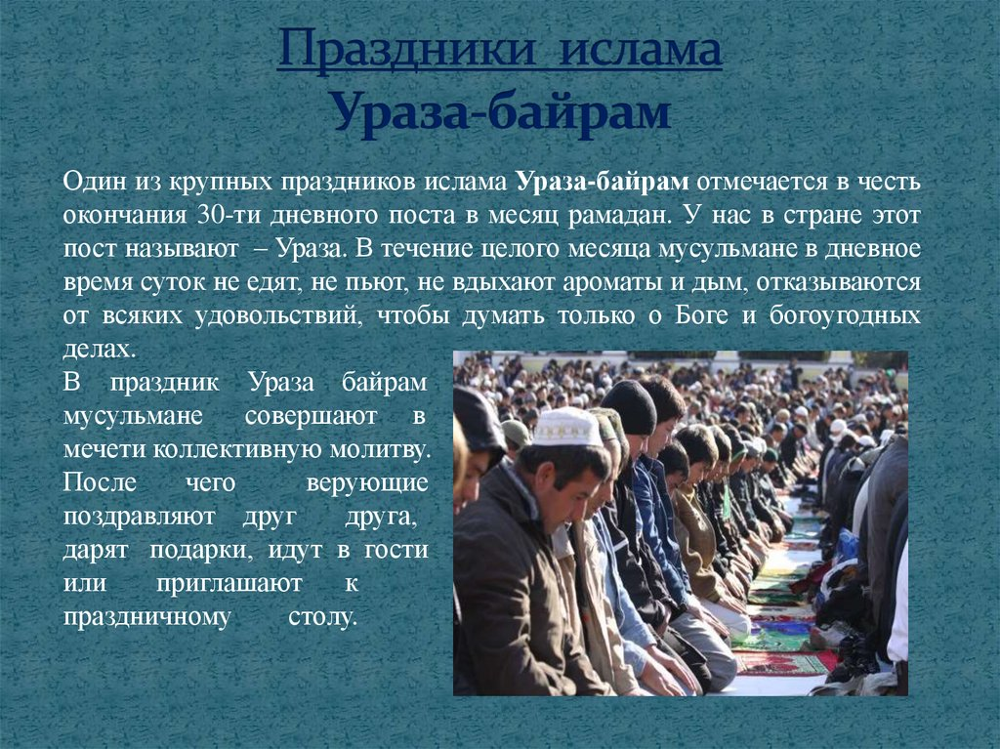 Праздники ислама
Ураза-байрам
Один из крупных праздников ислама Ураза-байрам отмечается в честь
окончания 30-ти дневного поста в месяц рамадан. У нас в стране этот
пост называют – Ураза. В течение целого месяца мусульмане в дневное
время суток не едят, не пьют, не вдыхают ароматы и дым, отказываются
от всяких удовольствий, чтобы думать только о Боге и богоугодных
делах.
В праздник Ураза байрам
мусульмане совершают в
мечети коллективную молитву.
После чего верующие
поздравляют друг друга,
дарят подарки, идут в гости
или приглашают к
праздничному столу.